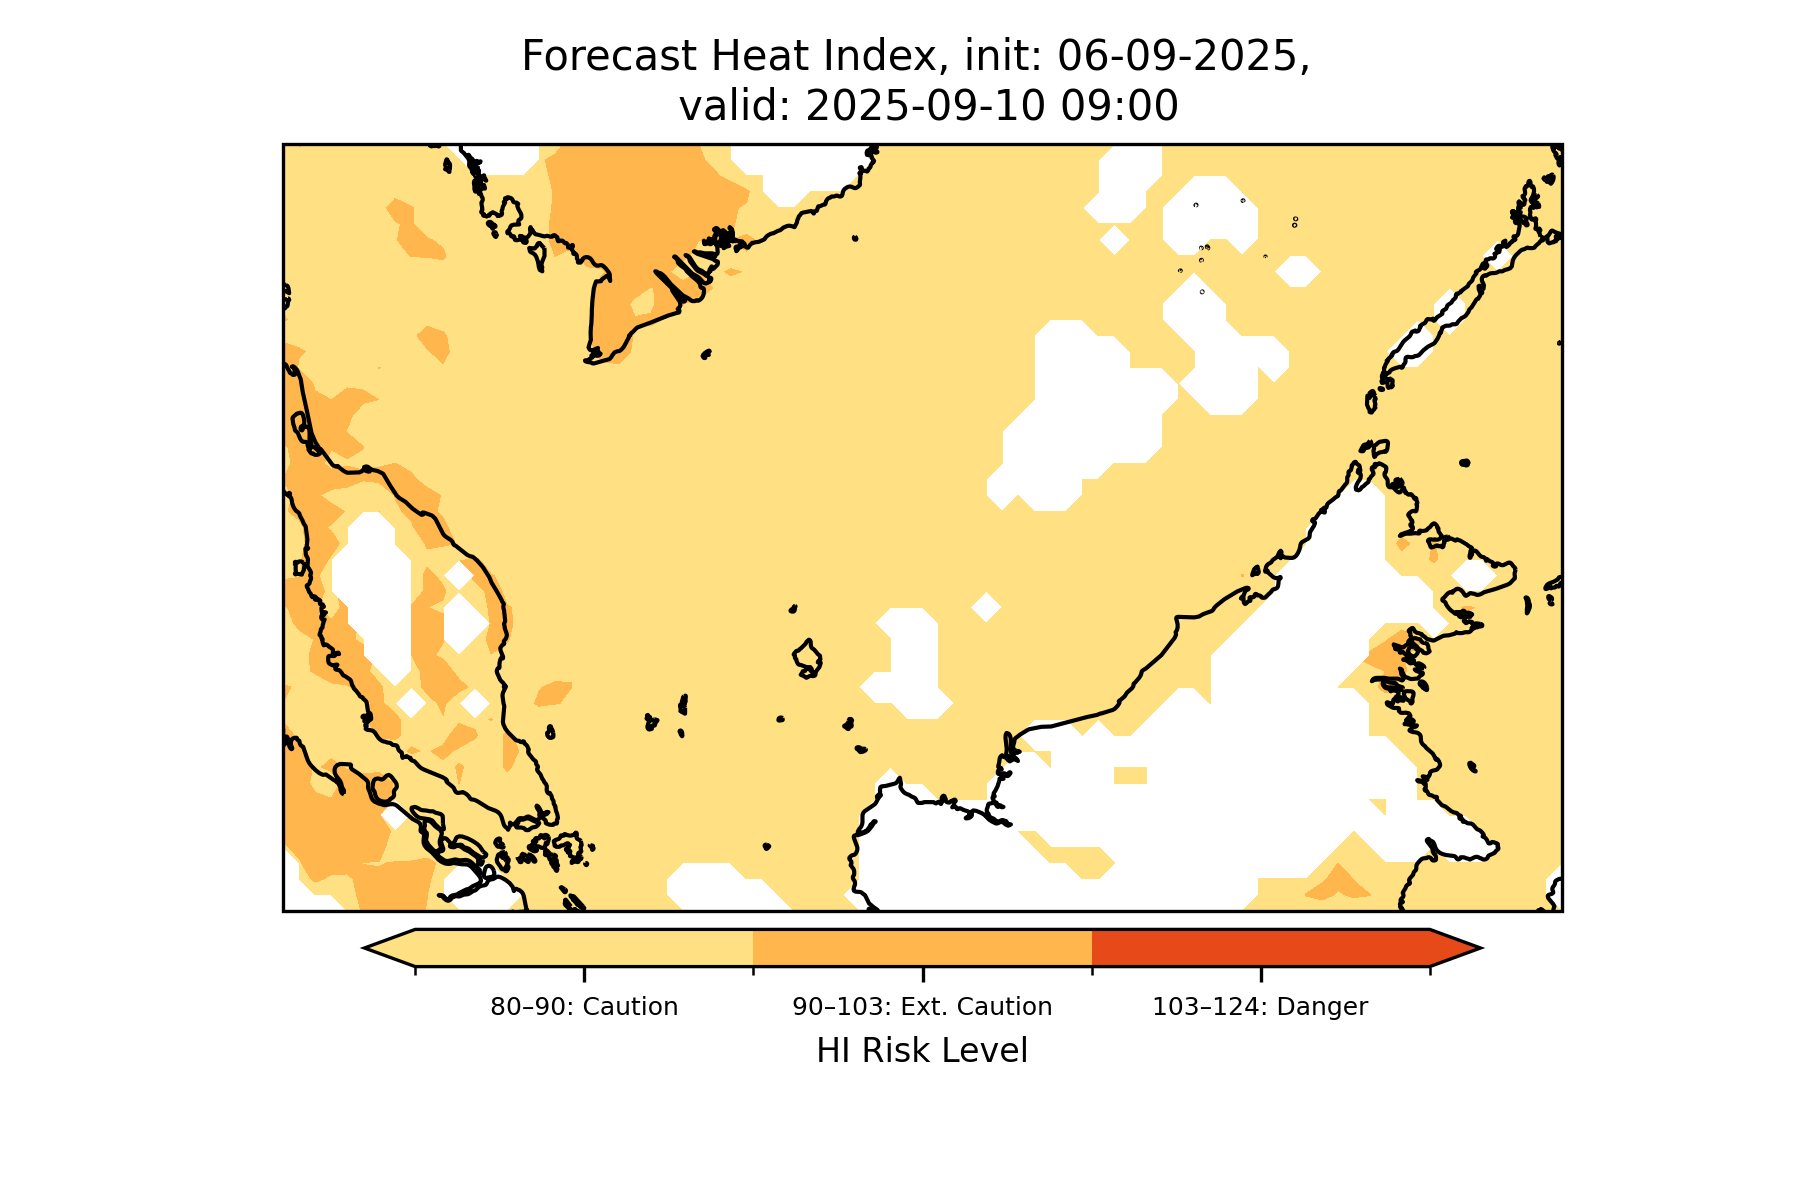 Forecast Heat Index, init: 06-09-2025,
valid: 2025-09-10 09:00
80–90: Caution
90–103: Ext. Caution
103–124: Danger
HI Risk Level